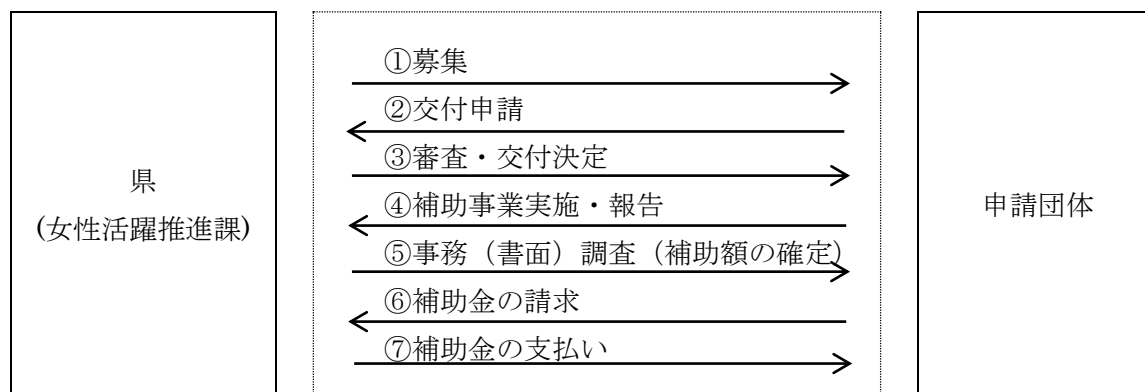 県
(女性活躍推進課)
①募集
②交付申請
③審査・交付決定
④補助事業実施・報告
⑤事務（書面）調査（補助額の確定）
⑥補助金の請求
⑦補助金の支払い
申請団体